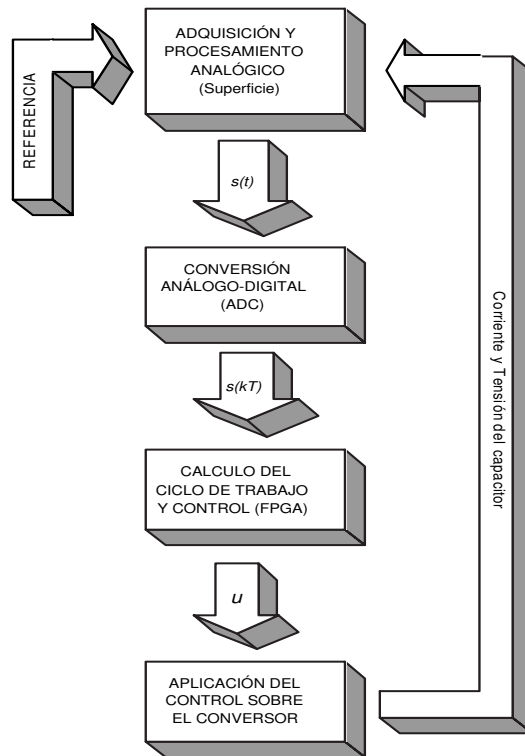 ADQUISICIÓN Y
PROCESAMIENTO
ANALÓGICO
(Superficie)
REFERENCIA
s(t)
CONVERSIÓN
ANÁLOGO-DIGITAL
(ADC)
s(kT)
CALCULO DEL
CICLO DE TRABAJO
Y CONTROL (FPGA)
u
APLICACIÓN DEL
CONTROL SOBRE
EL CONVERSOR
Corriente y Tensión del capacitor